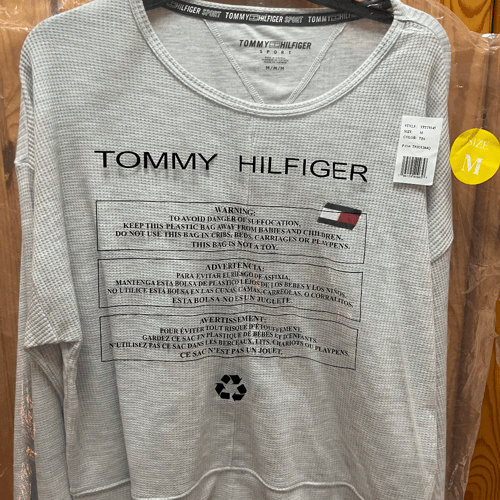 TOMMY HILFIGER SPORT TOMMY HILFIGER
TOMMY HILFIGER
SPORT
M/M/M
SIZE
M
TOMMY HILFIGER
WARNING:
TO AVOID DANGER OF SUFFOCATION,
KEEP THIS PLASTIC BAG AWAY FROM BABIES AND CHILDREN.
DO NOT USE THIS BAG IN CRIBS, BEDS, CARRIAGES OR PLAYPENS.
THIS BAG IS NOT A TOY.
ADVERTENCIA:
PARA EVITAR EL RIESGO DE ASFIXIA,
MANTENGA ESTA BOLSA DE PLASTICO LEJOS DE LOS BEBES Y LOS NIÑOS.
NO UTILICE ESTA BOLSA EN LAS CUNAS, CAMAS, CARREOLAS, O CORRALITOS.
ESTA BOLSA NO ES UN JUGUETE.
AVERTISSEMENT:
POUR ÉVITER TOUT RISQUE D'ÉTOUFFEMENT,
GARDEZ CE SAC EN PLASTIQUE DE BÉBÉS ET D'ENFANTS.
N'UTILISEZ PAS CE SAC DANS LES BERCEAUX, LITS, CHARIOTS OU PLAYPENS.
CE SAC N'EST PAS UN JOUET.